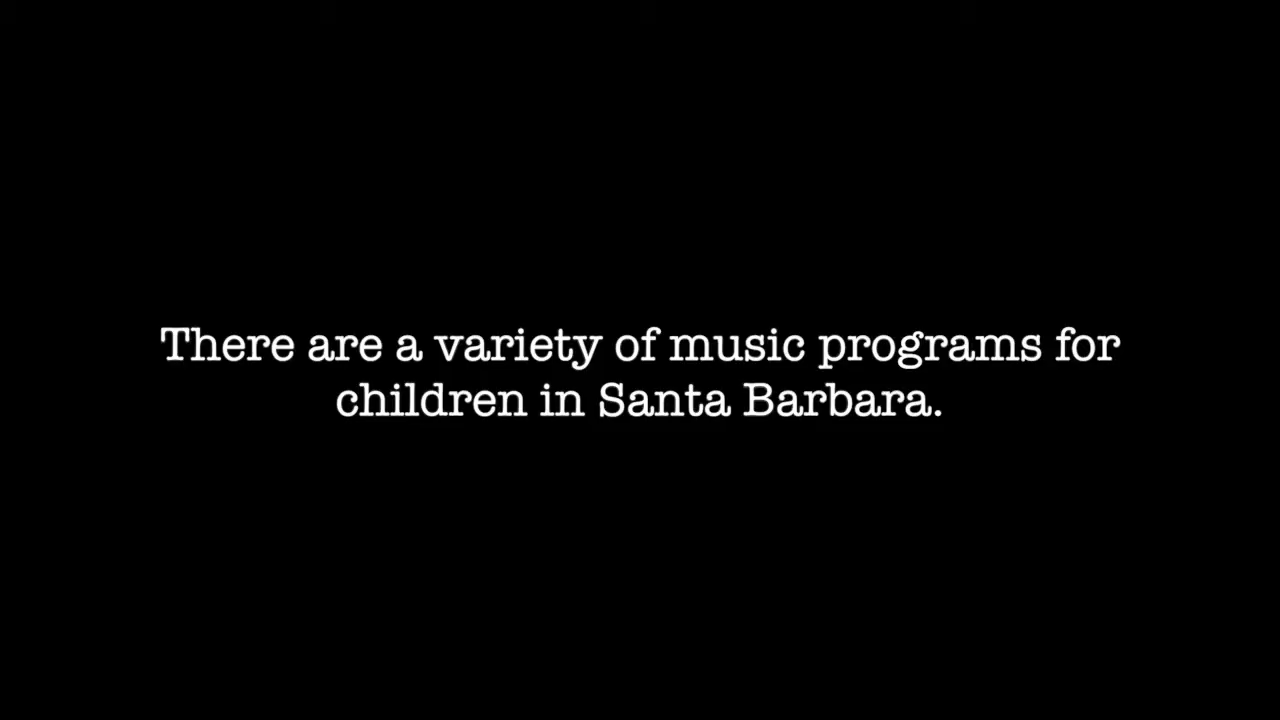 There are a variety of music programs for
children in Santa Barbara.